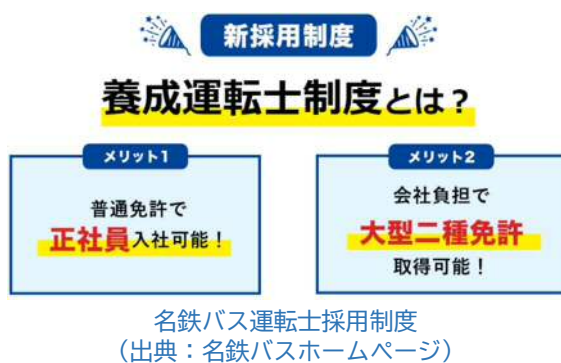 新採用制度
養成運転士制度とは？
メリット1
普通免許で
正社員入社可能！
メリット2
会社負担で
大型二種免許
取得可能！
名鉄バス運転士採用制度
（出典：名鉄バスホームページ）